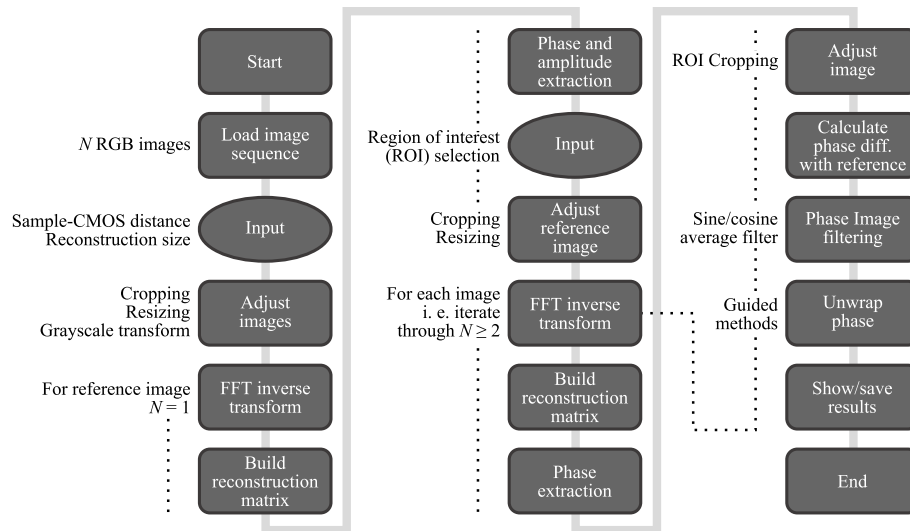 Start
N RGB images
Load image
sequence
Sample-CMOS distance
Reconstruction size
Input
Cropping
Resizing
Grayscale transform
Adjust
images
For reference image
N = 1
FFT inverse
transform
Build
reconstruction
matrix
Phase and
amplitude
extraction
Region of interest
(ROI) selection
Input
Cropping
Resizing
Adjust
reference
image
For each image
i. e. iterate
through N ≥ 2
FFT inverse
transform
Build
reconstruction
matrix
Phase
extraction
ROI Cropping
Adjust
image
Calculate
phase diff.
with reference
Sine/cosine
average filter
Phase Image
filtering
Guided
methods
Unwrap
phase
Show/save
results
End